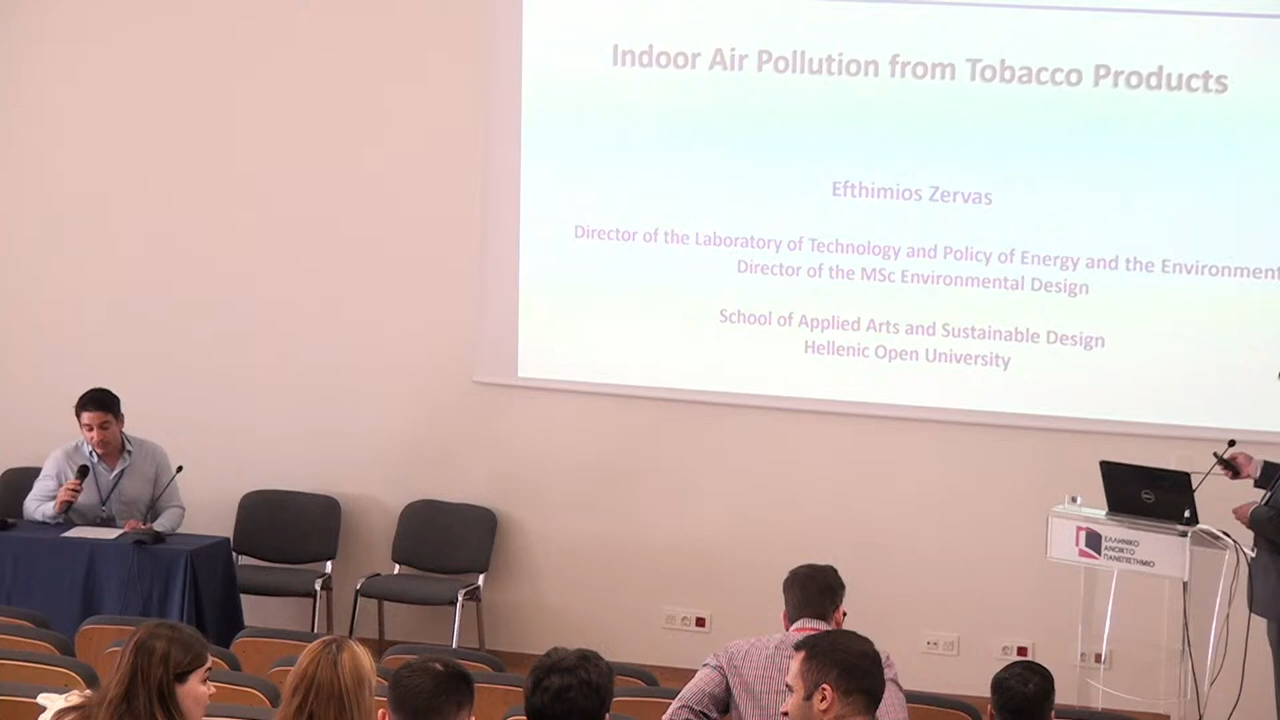 Indoor Air Pollution from Tobacco Products
Efthimios Zervas
Director of the Laboratory of Technology and Policy of Energy and the Environment
Director of the MSc Environmental Design
School of Applied Arts and Sustainable Design
Hellenic Open University
DELL
ΕΛΛΗΝΙΚΟ
ΑΝΟΙΚΤΟ
ΠΑΝΕΠΙΣΤΗΜΙΟ